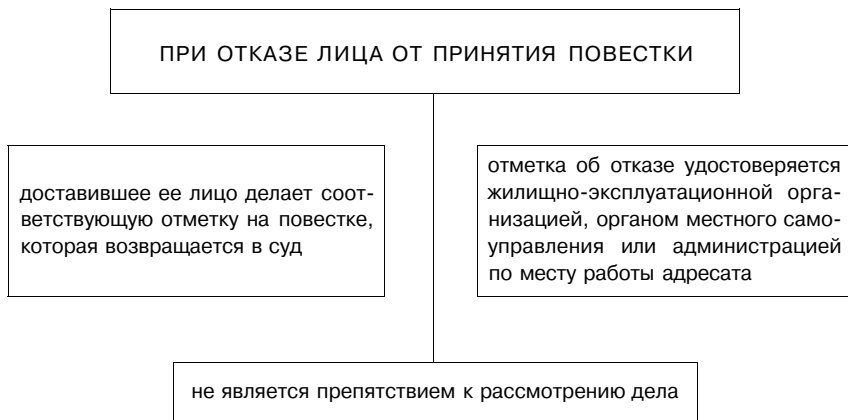 ПРИ ОТКАЗЕ ЛИЦА ОТ ПРИНЯТИЯ ПОВЕСТКИ
доставившее ее лицо делает соот-
ветствующую отметку на повестке,
которая возвращается в суд
отметка об отказе удостоверяется
жилищно-эксплуатационной орга-
низацией, органом местного само-
управления или администрацией
по месту работы адресата
не является препятствием к рассмотрению дела